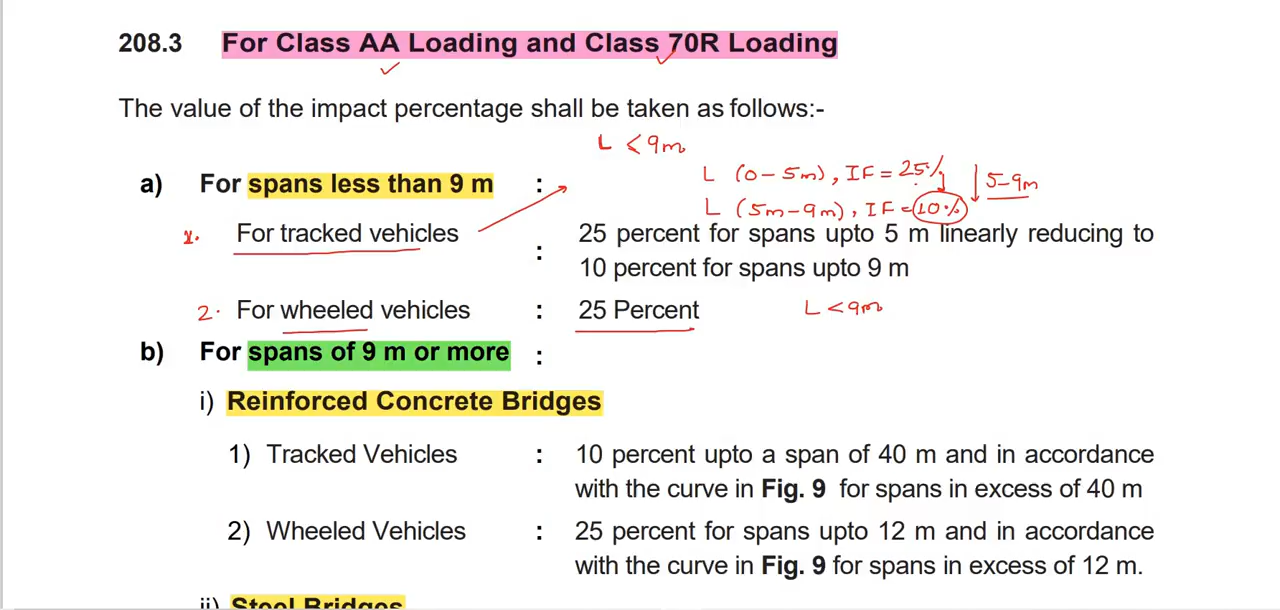 208.3 For Class AA Loading and Class 70R Loading
The value of the impact percentage shall be taken as follows:-
L < 9m
a) For spans less than 9 m :
L (0-5m), IF = 25%
5-9m
L (5m-9m), IF = 10%
1. For tracked vehicles : 25 percent for spans upto 5 m linearly reducing to
10 percent for spans upto 9 m
2. For wheeled vehicles : 25 Percent L < 9m
b) For spans of 9 m or more :
i) Reinforced Concrete Bridges
1) Tracked Vehicles : 10 percent upto a span of 40 m and in accordance
with the curve in Fig. 9 for spans in excess of 40 m
2) Wheeled Vehicles : 25 percent for spans upto 12 m and in accordance
with the curve in Fig. 9 for spans in excess of 12 m.
ii) Steel Bridges